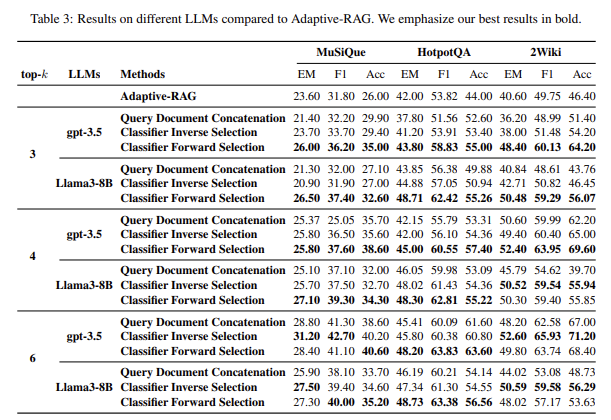 Table 3: Results on different LLMs compared to Adaptive-RAG. We emphasize our best results in bold.
MuSiQue HotpotQA 2Wiki
top-k LLMs Methods EM F1 Acc EM F1 Acc EM F1 Acc
Adaptive-RAG 23.60 31.80 26.00 42.00 53.82 44.00 40.60 49.75 46.40
Query Document Concatenation 21.40 32.20 29.90 37.80 51.56 52.60 36.20 48.99 51.40
gpt-3.5 Classifier Inverse Selection 23.70 33.70 29.40 41.20 53.91 53.40 38.00 51.48 54.20
Classifier Forward Selection 26.00 36.20 35.00 43.80 58.83 55.00 48.40 60.13 64.20
3
Query Document Concatenation 21.30 32.00 27.10 43.85 56.38 49.88 40.84 48.61 43.76
Llama3-8B Classifier Inverse Selection 20.90 31.90 27.00 44.88 57.05 50.94 42.71 50.82 46.45
Classifier Forward Selection 26.50 37.40 32.60 48.71 62.42 55.26 50.48 59.29 56.07
Query Document Concatenation 25.37 25.05 35.70 42.15 55.79 53.31 50.60 59.99 62.20
gpt-3.5 Classifier Inverse Selection 25.80 36.50 35.60 42.00 56.10 54.36 49.40 60.40 65.00
Classifier Forward Selection 25.80 37.60 38.60 45.00 60.55 57.40 52.40 63.95 69.60
4
Query Document Concatenation 25.10 37.10 32.00 46.05 59.98 53.09 45.79 54.62 39.70
Llama3-8B Classifier Inverse Selection 25.70 37.50 32.70 48.02 61.43 54.36 50.52 59.54 55.94
Classifier Forward Selection 27.10 39.30 34.30 48.30 62.81 55.22 50.30 59.40 55.85
Query Document Concatenation 28.80 41.30 38.60 45.41 60.09 61.60 48.20 62.58 67.00
gpt-3.5 Classifier Inverse Selection 31.20 42.70 40.20 45.80 60.38 60.80 52.60 65.93 71.20
Classifier Forward Selection 28.40 41.10 40.60 48.20 63.83 63.60 49.80 63.74 68.40
6
Query Document Concatenation 25.90 38.10 33.70 46.19 60.21 54.14 44.02 53.08 48.73
Llama3-8B Classifier Inverse Selection 27.50 39.40 34.60 47.34 61.30 54.55 50.59 59.58 56.29
Classifier Forward Selection 27.30 40.00 35.20 48.73 63.38 56.56 48.02 57.17 53.63